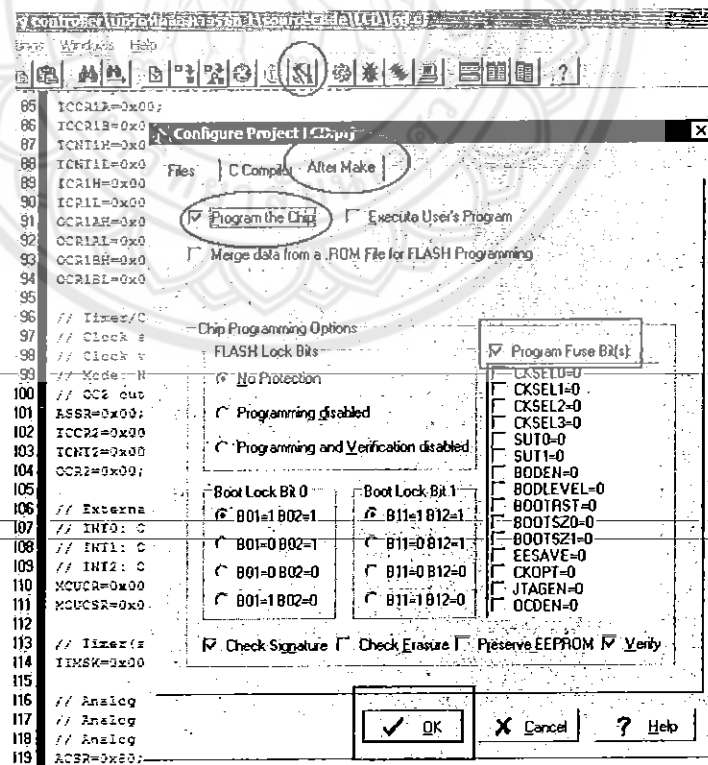 Windows Help
85 TCCR1A=0x00;
86 TCCR1B=0x0
87 TCNT1H=0x0
88 TCNT1L=0x0
89 ICR1H=0x00
90 ICR1L=0x00
91 OCR1AH=0x0
92 OCR1AL=0x0
93 OCR1BH=0x0
94 OCR1BL=0x0
95
96 // Timer/C
97 // Clock s
98 // Clock v
99 // Mode: N
100 // OC2 out
101 ASSR=0x00;
102 TCCR2=0x00
103 TCNT2=0x00
104 OCR2=0x00;
105
106 // Externa
107 // INT0: O
108 // INT1: O
109 // INT2: O
110 MCUCR=0x00
111 MCUCSR=0x0
112
113 // Timer(s
114 TIMSK=0x00
115
116 // Analog
117 // Analog
118 // Analog
119 ACSR=0x80;
Configure Project LCD.prj
Files C Compiler After Make
Program the Chip Execute User's Program
Merge data from a .ROM File for FLASH Programming
Chip Programming Options
FLASH Lock Bits
No Protection
Programming disabled
Programming and Verification disabled
Boot Lock Bit 0
B01=1 B02=1
B01=0 B02=1
B01=0 B02=0
B01=1 B02=0
Boot Lock Bit 1
B11=1 B12=1
B11=0 B12=1
B11=0 B12=0
B11=1 B12=0
Program Fuse Bit(s):
CKSEL0=0
CKSEL1=0
CKSEL2=0
CKSEL3=0
SUT0=0
SUT1=0
BODEN=0
BODLEVEL=0
BOOTRST=0
BOOTSZ0=0
BOOTSZ1=0
EESAVE=0
CKOPT=0
JTAGEN=0
OCDEN=0
Check Signature Check Erasure Preserve EEPROM Verify
OK Cancel Help